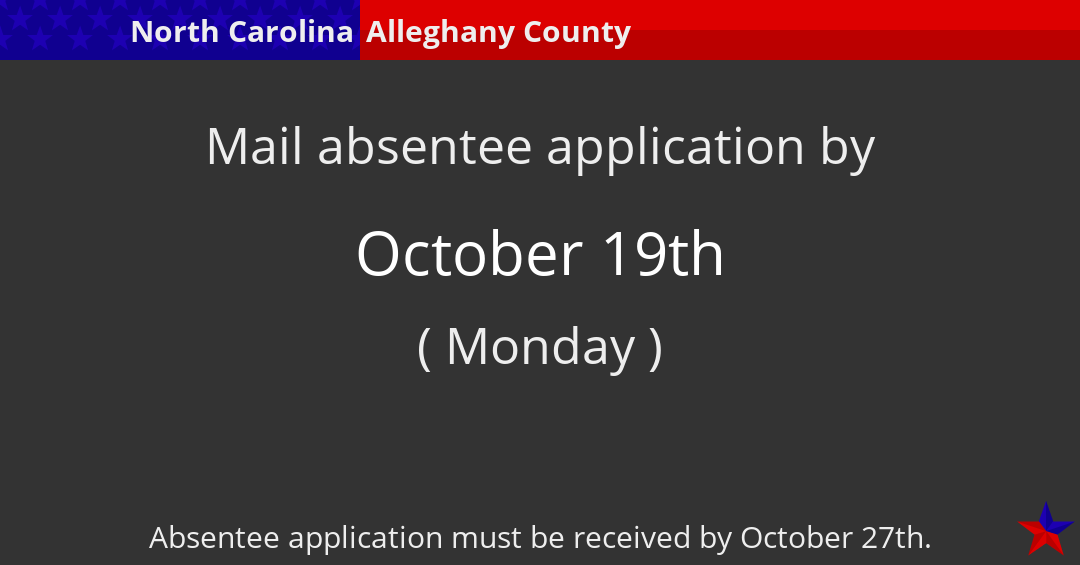 North Carolina Alleghany County
Mail absentee application by
October 19th
( Monday )
Absentee application must be received by October 27th.